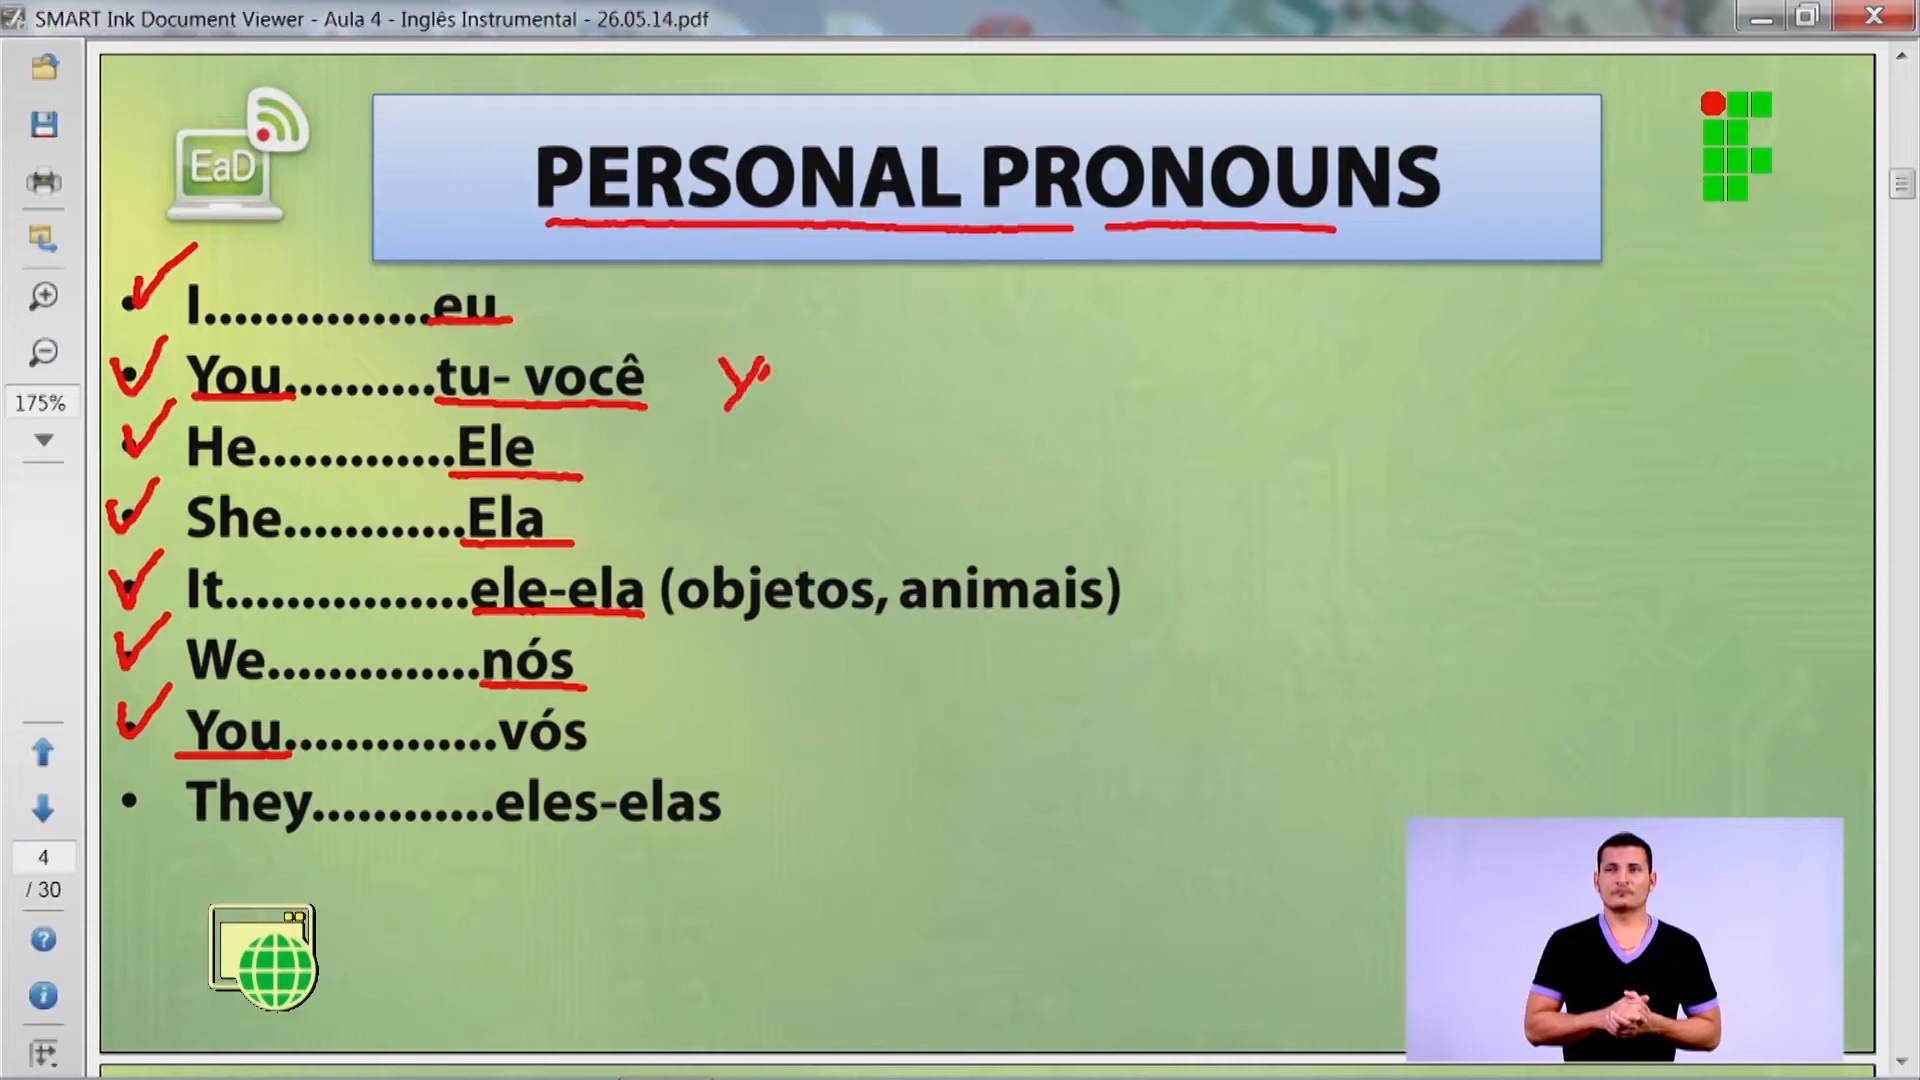 SMART Ink Document Viewer - Aula 4 - Inglês Instrumental - 26.05.14.pdf
EaD
PERSONAL PRONOUNS
• I...............eu
• You..........tu- você y
• He.............Ele
• She............Ela
• It................ele-ela (objetos, animais)
• We..............nós
• You..............vós
• They............eles-elas
175%
4
/ 30